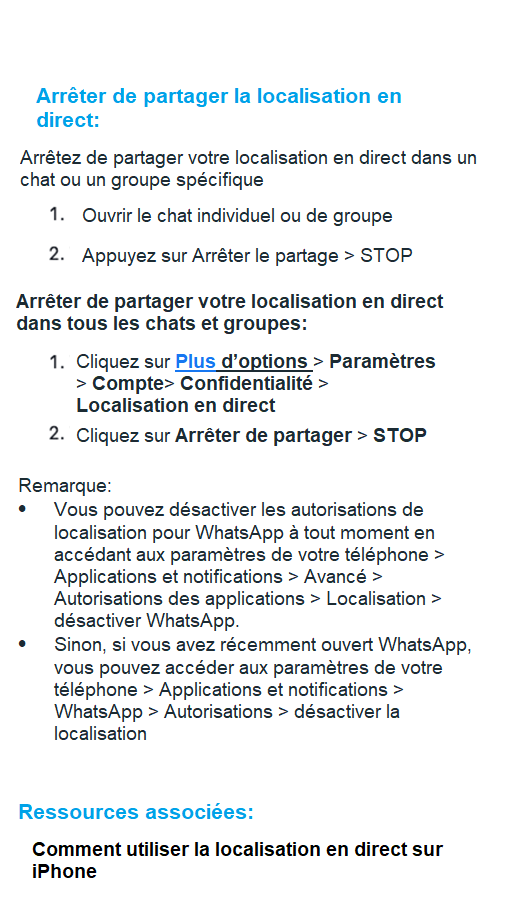 Arrêter de partager la localisation en
direct:
Arrêtez de partager votre localisation en direct dans un
chat ou un groupe spécifique
1. Ouvrir le chat individuel ou de groupe
2. Appuyez sur Arrêter le partage > STOP
Arrêter de partager votre localisation en direct
dans tous les chats et groupes:
1. Cliquez sur Plus d’options > Paramètres
> Compte> Confidentialité >
Localisation en direct
2. Cliquez sur Arrêter de partager > STOP
Remarque:
• Vous pouvez désactiver les autorisations de
localisation pour WhatsApp à tout moment en
accédant aux paramètres de votre téléphone >
Applications et notifications > Avancé >
Autorisations des applications > Localisation >
désactiver WhatsApp.
• Sinon, si vous avez récemment ouvert WhatsApp,
vous pouvez accéder aux paramètres de votre
téléphone > Applications et notifications >
WhatsApp > Autorisations > désactiver la
localisation
Ressources associées:
Comment utiliser la localisation en direct sur
iPhone